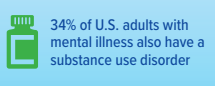 34% of U.S. adults with
mental illness also have a
substance use disorder